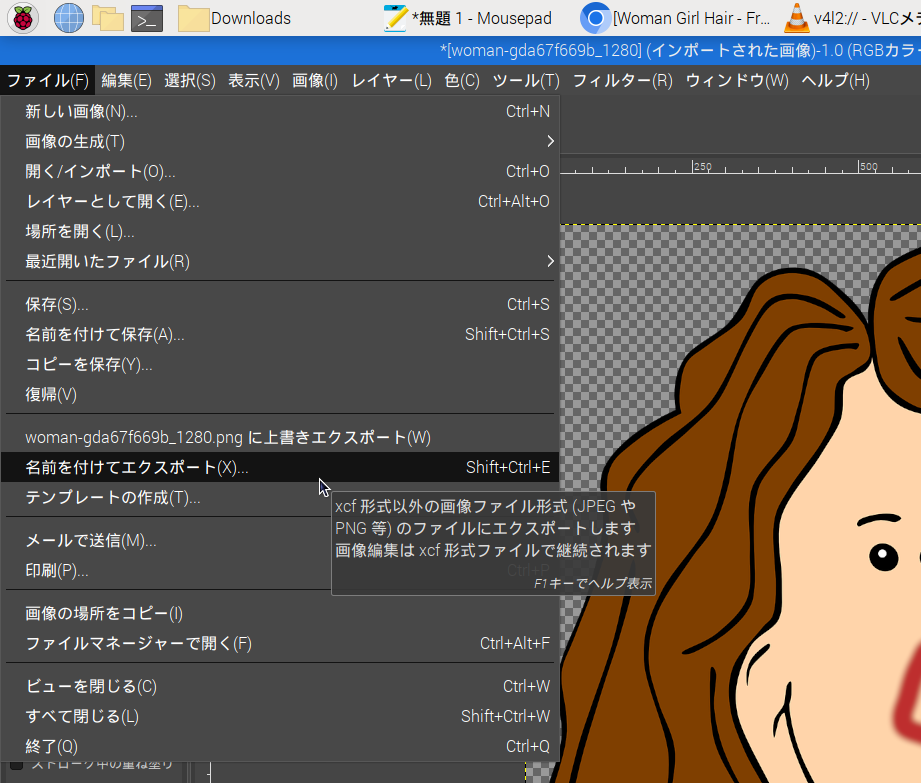 Downloads
*無題 1 - Mousepad
[Woman Girl Hair - Fr...
v4l2:// - VLCメ
*[woman-gda67f669b_1280] (インポートされた画像)-1.0 (RGBカラー
ファイル(F) 編集(E) 選択(S) 表示(V) 画像(I) レイヤー(L) 色(C) ツール(T) フィルター(R) ウィンドウ(W) ヘルプ(H)
新しい画像(N)... Ctrl+N
画像の生成(T)
開く/インポート(O)... Ctrl+O
レイヤーとして開く(E)... Ctrl+Alt+O
場所を開く(L)...
最近開いたファイル(R)
保存(S)... Ctrl+S
名前を付けて保存(A)... Shift+Ctrl+S
コピーを保存(Y)...
復帰(V)
woman-gda67f669b_1280.png に上書きエクスポート(W)
名前を付けてエクスポート(X)... Shift+Ctrl+E
テンプレートの作成(T)...
メールで送信(M)...
印刷(P)... Ctrl+P
画像の場所をコピー(I)
ファイルマネージャーで開く(F) Ctrl+Alt+F
ビューを閉じる(C) Ctrl+W
すべて閉じる(L) Shift+Ctrl+W
終了(Q) Ctrl+Q
xcf 形式以外の画像ファイル形式 (JPEG や
PNG 等) のファイルにエクスポートします
画像編集は xcf 形式ファイルで継続されます
F1キーでヘルプ表示
250
500
ストローク中の重ね塗り